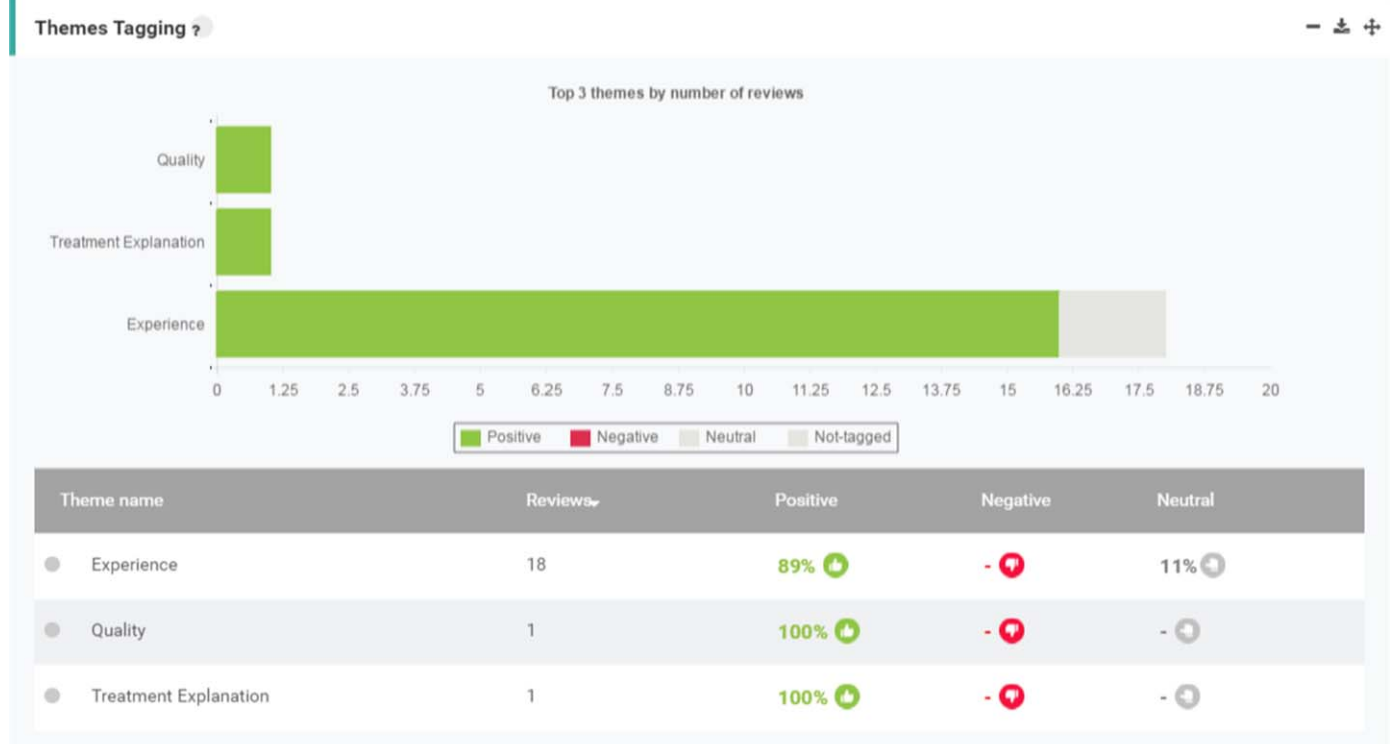 Themes Tagging ?
Top 3 themes by number of reviews
Quality
Treatment Explanation
Experience
0 1.25 2.5 3.75 5 6.25 7.5 8.75 10 11.25 12.5 13.75 15 16.25 17.5 18.75 20
Positive Negative Neutral Not-tagged
Theme name Reviews Positive Negative Neutral
Experience 18 89% - 11%
Quality 1 100% - -
Treatment Explanation 1 100% - -